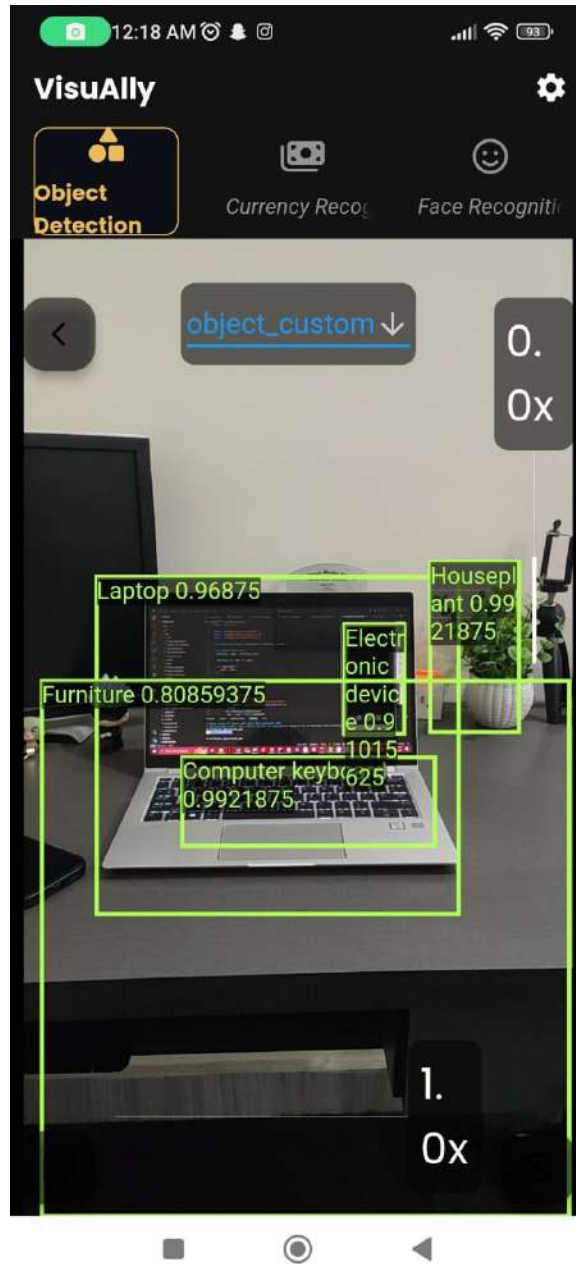 12:18 AM
93
VisuAlly
Object
Detection
Currency Recog
Face Recogniti
object_custom
0.
0x
Laptop 0.96875
Housepl
ant 0.99
21875
Electr
onic
devic
e 0.9
1015
625
Furniture 0.80859375
Computer keybo
0.9921875
1.
0x